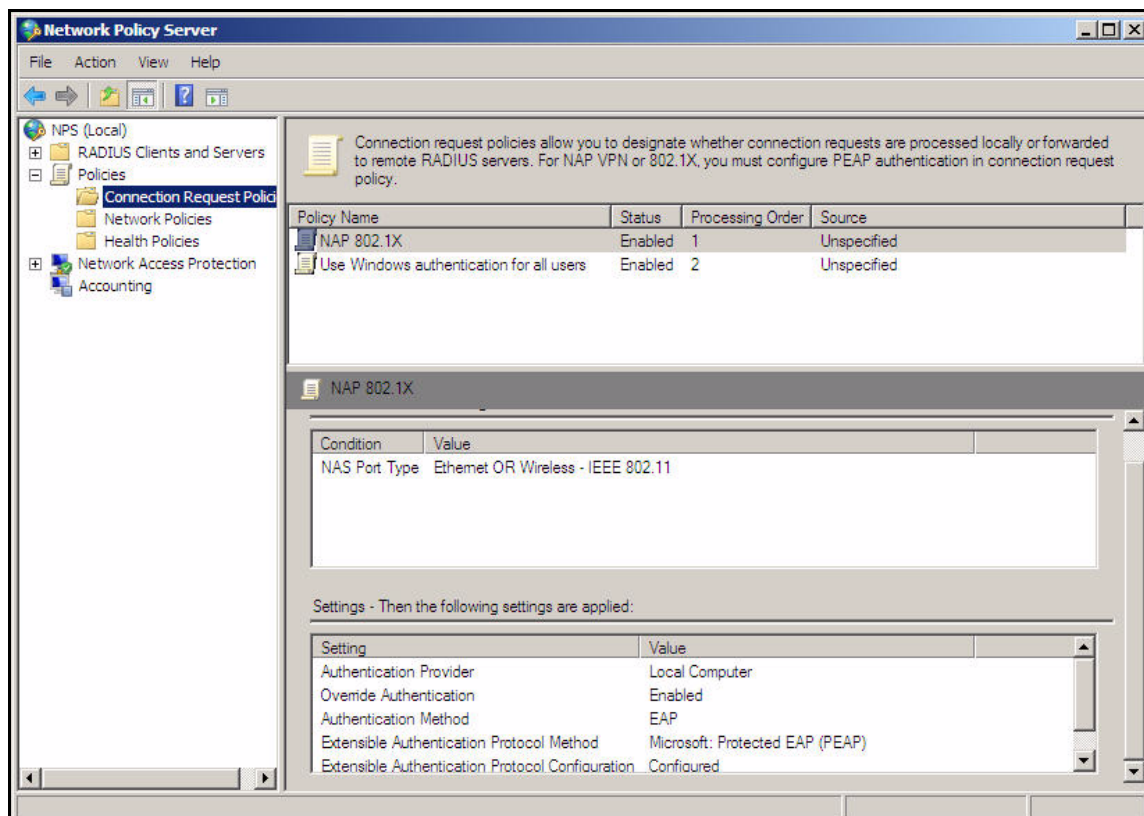 Network Policy Server
File Action View Help
NPS (Local)
RADIUS Clients and Servers
Policies
Connection Request Polici
Network Policies
Health Policies
Network Access Protection
Accounting
Connection request policies allow you to designate whether connection requests are processed locally or forwarded
to remote RADIUS servers. For NAP VPN or 802.1X, you must configure PEAP authentication in connection request
policy.
Policy Name Status Processing Order Source
NAP 802.1X Enabled 1 Unspecified
Use Windows authentication for all users Enabled 2 Unspecified
NAP 802.1X
Condition Value
NAS Port Type Ethernet OR Wireless - IEEE 802.11
Settings - Then the following settings are applied:
Setting Value
Authentication Provider Local Computer
Override Authentication Enabled
Authentication Method EAP
Extensible Authentication Protocol Method Microsoft: Protected EAP (PEAP)
Extensible Authentication Protocol Configuration Configured